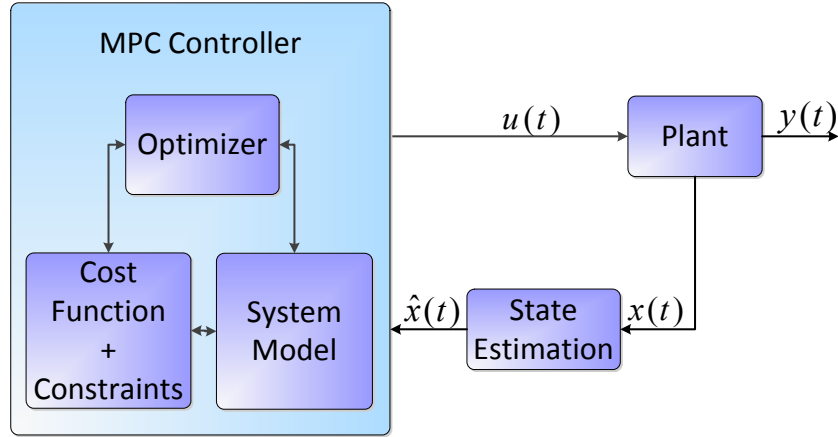 MPC Controller
Optimizer
Cost
Function
+
Constraints
System
Model
u(t)
Plant
y(t)
x̂(t)
State
Estimation
x(t)